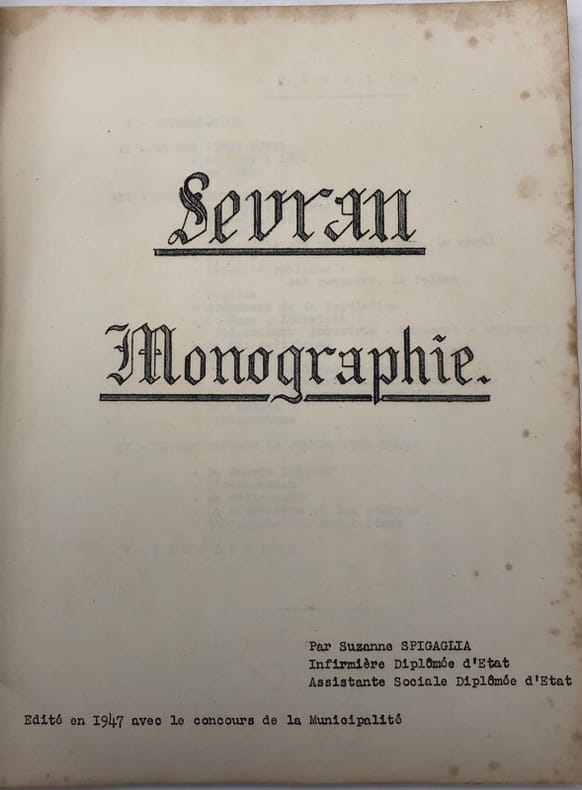 Sevran
Monographie.
Par Suzanne SPIGAGLIA
Infirmière Diplômée d'Etat
Assistante Sociale Diplômée d'Etat
Edité en 1947 avec le concours de la Municipalité